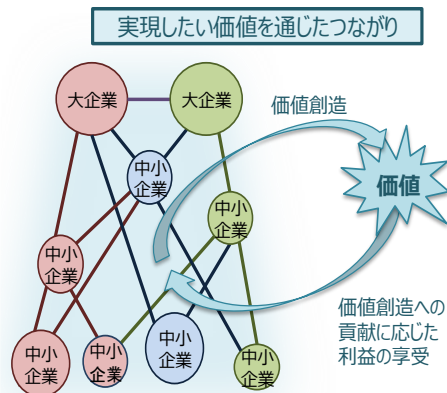 実現したい価値を通じたつながり
大企業
大企業
価値創造
中小
企業
価値
中小
企業
中小
企業
価値創造への
貢献に応じた
利益の享受
中小
企業
中小
企業
中小
企業
中小
企業